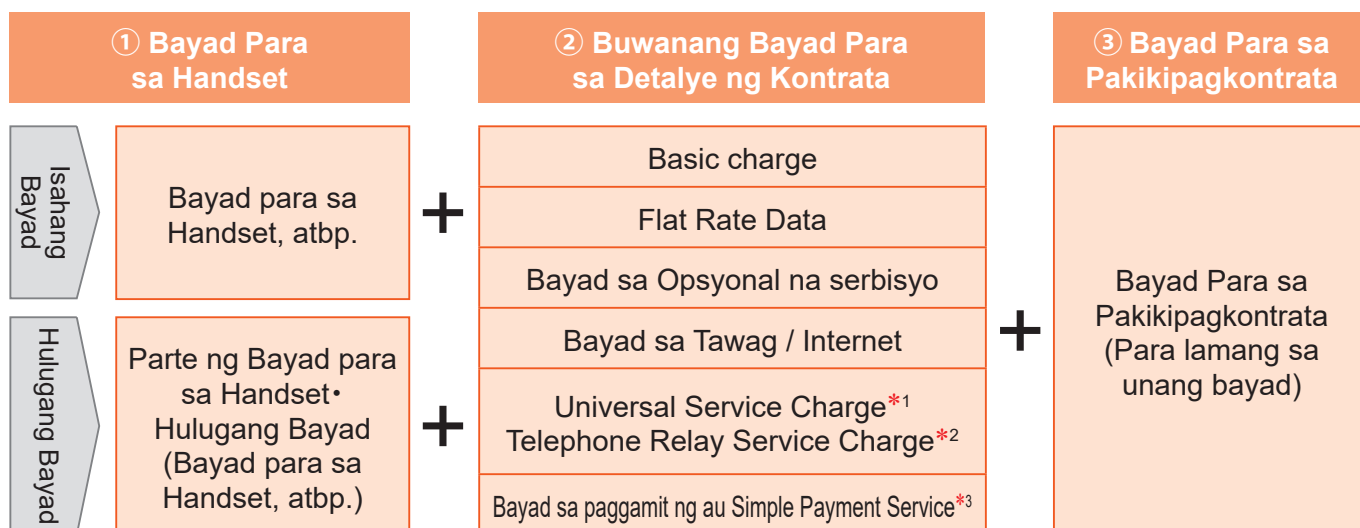 ① Bayad Para
sa Handset
② Buwanang Bayad Para
sa Detalye ng Kontrata
③ Bayad Para sa
Pakikipagkontrata
Isahang
Bayad
Bayad para sa
Handset, atbp.
+
Hulugang Bayad
Parte ng Bayad para
sa Handset・
Hulugang Bayad
(Bayad para sa
Handset, atbp.)
+
Basic charge
Flat Rate Data
Bayad sa Opsyonal na serbisyo
Bayad sa Tawag / Internet
Universal Service Charge*1
Telephone Relay Service Charge*2
Bayad sa paggamit ng au Simple Payment Service*3
+
Bayad Para sa
Pakikipagkontrata
(Para lamang sa
unang bayad)